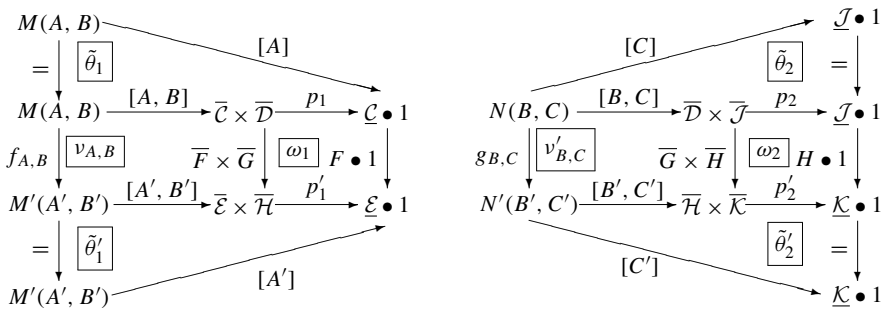 M(A, B) [A] [C] 𝒥 • 1
= θ̃₁ θ̃₂ =
M(A, B) [A, B] 𝒞̅ × 𝒟̅ p₁ 𝒞 • 1 N(B, C) [B, C] 𝒟̅ × 𝒥̅ p₂ 𝒥 • 1
f_{A,B} ν_{A,B} F̅ × G̅ ω₁ F • 1 g_{B,C} ν′_{B,C} G̅ × H̅ ω₂ H • 1
M′(A′, B′) [A′, B′] ℰ̅ × ℋ̅ p′₁ ℰ • 1 N′(B′, C′) [B′, C′] ℋ̅ × 𝒦̅ p′₂ 𝒦 • 1
= θ̃′₁ θ̃′₂ =
M′(A′, B′) [A′] [C′] 𝒦 • 1